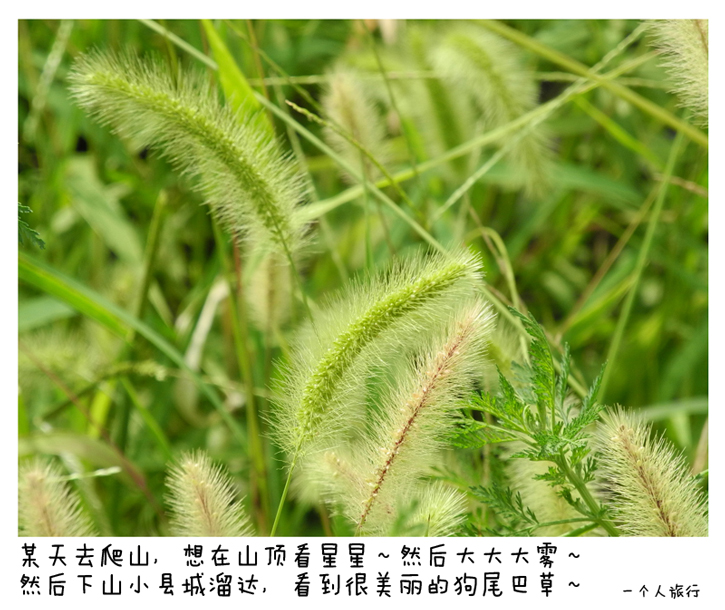 某天去爬山，想在山顶看星星~然后大大大雾~
然后下山小县城溜达，看到很美丽的狗尾巴草~
一个人旅行